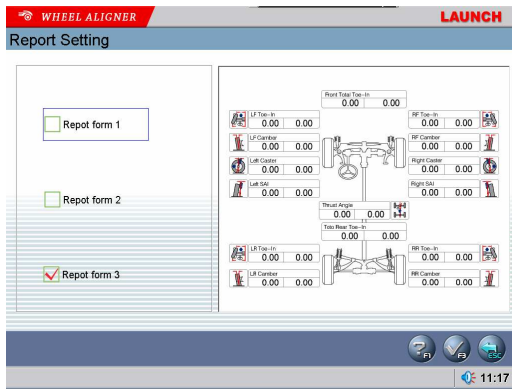 WHEEL ALIGNER
LAUNCH
Report Setting
Repot form 1
Repot form 2
Repot form 3
Front Total Toe-In
0.00 0.00
LF Toe-In
0.00 0.00
RF Toe-In
0.00 0.00
LF Camber
0.00 0.00
RF Camber
0.00 0.00
Left Caster
0.00 0.00
Right Caster
0.00 0.00
Left SAI
0.00 0.00
Right SAI
0.00 0.00
Thrust Angle
0.00 0.00
Toto Rear Toe-In
0.00 0.00
LR Toe-In
0.00 0.00
RR Toe-In
0.00 0.00
LR Camber
0.00 0.00
RR Camber
0.00 0.00
? F1
F3
ESC
11:17